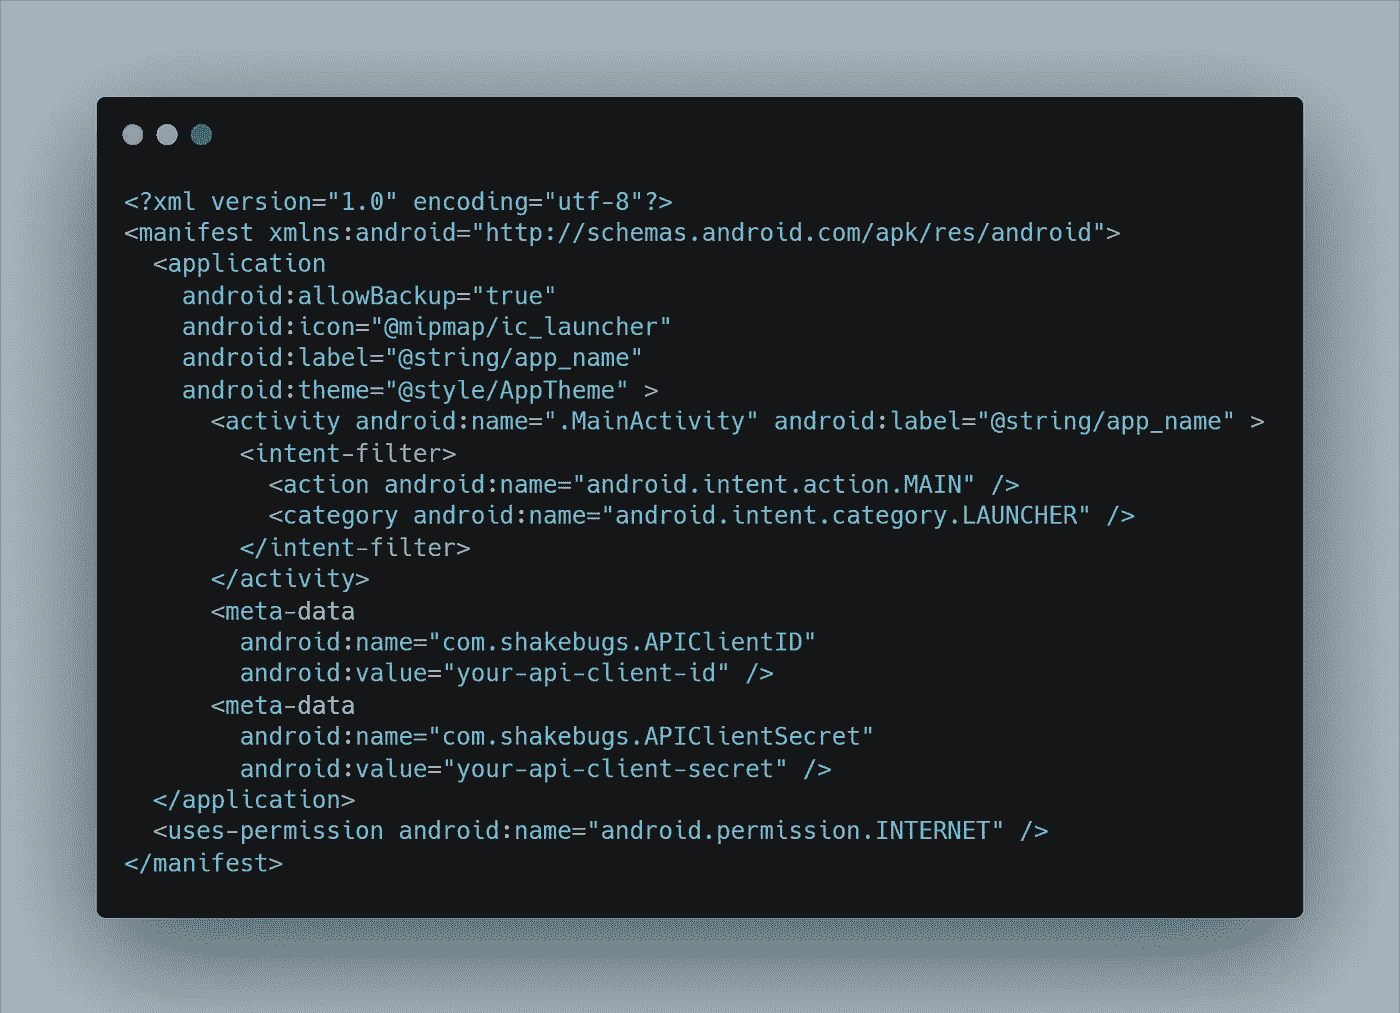 <?xml version="1.0" encoding="utf-8"?>
<manifest xmlns:android="http://schemas.android.com/apk/res/android">
  <application
    android:allowBackup="true"
    android:icon="@mipmap/ic_launcher"
    android:label="@string/app_name"
    android:theme="@style/AppTheme" >
      <activity android:name=".MainActivity" android:label="@string/app_name" >
        <intent-filter>
          <action android:name="android.intent.action.MAIN" />
          <category android:name="android.intent.category.LAUNCHER" />
        </intent-filter>
      </activity>
      <meta-data
        android:name="com.shakebugs.APIClientID"
        android:value="your-api-client-id" />
      <meta-data
        android:name="com.shakebugs.APIClientSecret"
        android:value="your-api-client-secret" />
  </application>
  <uses-permission android:name="android.permission.INTERNET" />
</manifest>